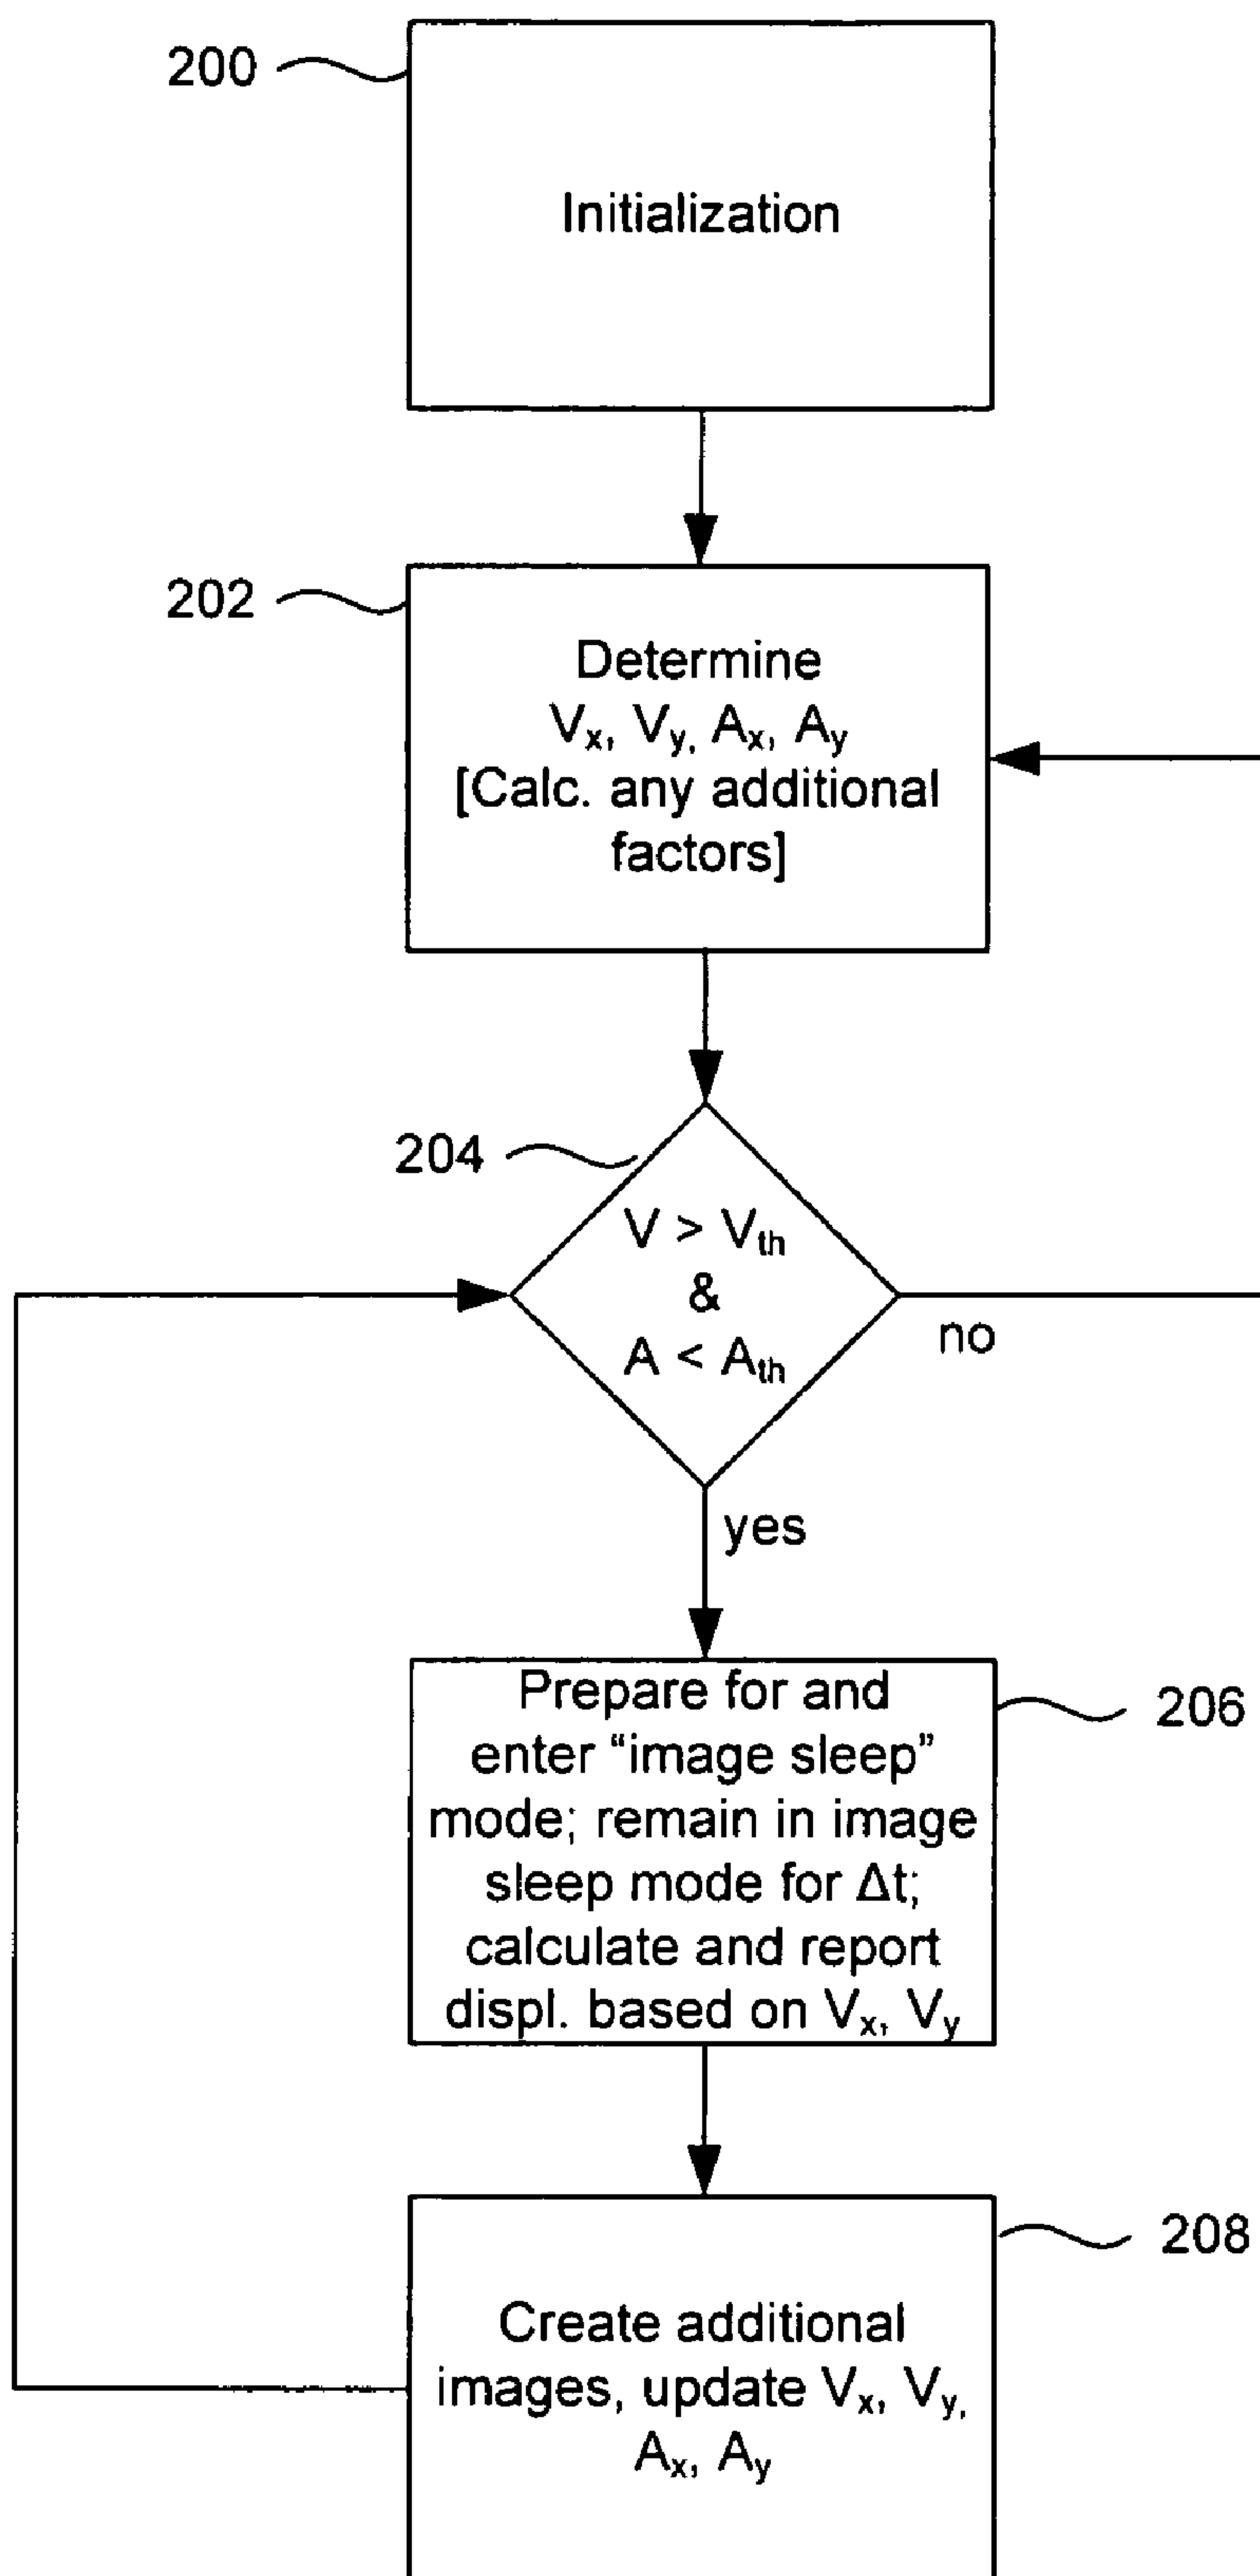 200
Initialization
202
Determine
Vx, Vy, Ax, Ay
[Calc. any additional
factors]
204
V > Vth
&
A < Ath
no
yes
Prepare for and
enter “image sleep”
mode; remain in image
sleep mode for Δt;
calculate and report
displ. based on Vx, Vy
206
208
Create additional
images, update Vx, Vy,
Ax, Ay